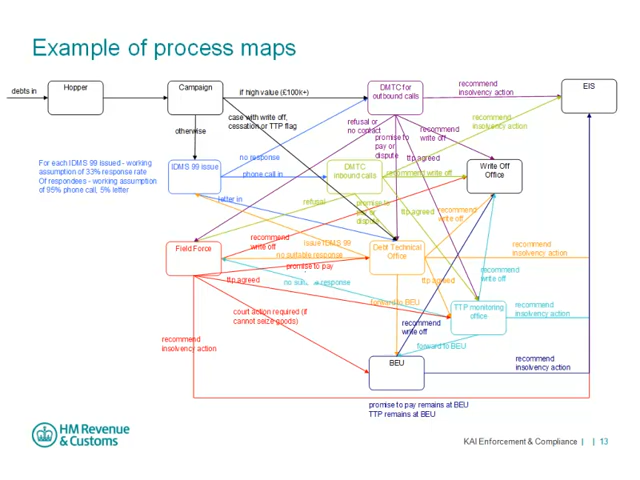 Example of process maps
debts in
Hopper
Campaign
if high value (£100k+)
DMTC for
outbound calls
recommend
insolvency action
EIS
case with write off,
cessation or TTP flag
otherwise
refusal or
no contact
promise to
pay or
dispute
recommend
write off
recommend
insolvency action
For each IDMS 99 issued - working
assumption of 33% response rate
Of respondees - working assumption
of 95% phone call, 5% letter
IDMS 99 issue
no response
phone call in
DMTC
inbound calls
ttp agreed
recommend write off
Write Off
Office
letter in
refusal
promise to
pay or
dispute
ttp agreed
recommend
write off
Field Force
recommend
write off
Issue IDMS 99
no suitable response
promise to pay
Debt Technical
Office
recommend
insolvency action
ttp agreed
no suitable response
ttp agreed
recommend
write off
court action required (if
cannot seize goods)
forward to BEU
TTP monitoring
office
recommend
insolvency action
recommend
write off
forward to BEU
recommend
insolvency action
BEU
recommend
insolvency action
promise to pay remains at BEU
TTP remains at BEU
HM Revenue
& Customs
KAI Enforcement & Compliance | | 13